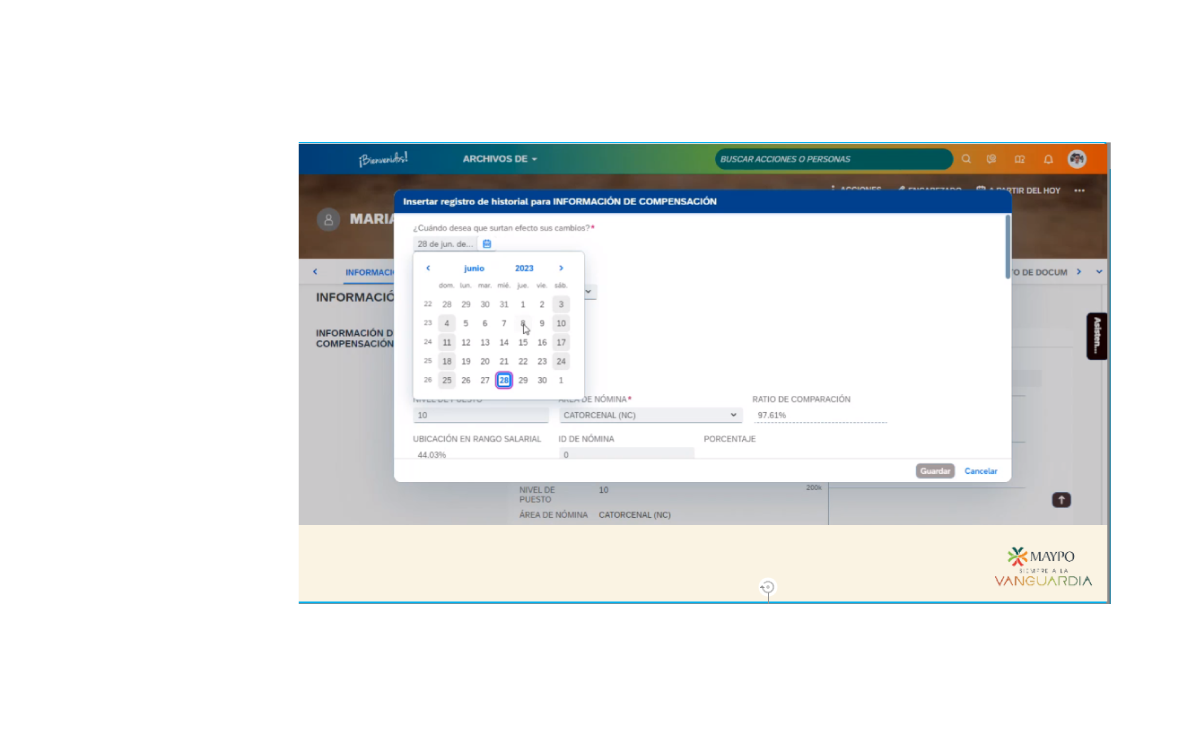 ¡Bienvenid@s!
ARCHIVOS DE
BUSCAR ACCIONES O PERSONAS
A PARTIR DEL HOY
MARIA
Insertar registro de historial para INFORMACIÓN DE COMPENSACIÓN
¿Cuándo desea que surtan efecto sus cambios?*
28 de jun. de...
INFORMACI
O DE DOCUM
INFORMACIÓ
INFORMACIÓN D
COMPENSACIÓN
Asisten...
junio 2023
dom. lun. mar. mié. jue. vie. sáb.
22 28 29 30 31 1 2 3
23 4 5 6 7 8 9 10
24 11 12 13 14 15 16 17
25 18 19 20 21 22 23 24
26 25 26 27 28 29 30 1
NIVEL DE PUESTO ÁREA DE NÓMINA* RATIO DE COMPARACIÓN
10 CATORCENAL (NC) 97.61%
UBICACIÓN EN RANGO SALARIAL ID DE NÓMINA PORCENTAJE
44.03% 0
Guardar Cancelar
NIVEL DE PUESTO 10
200k
ÁREA DE NÓMINA CATORCENAL (NC)
MAYPO
SIEMPRE A LA
VANGUARDIA